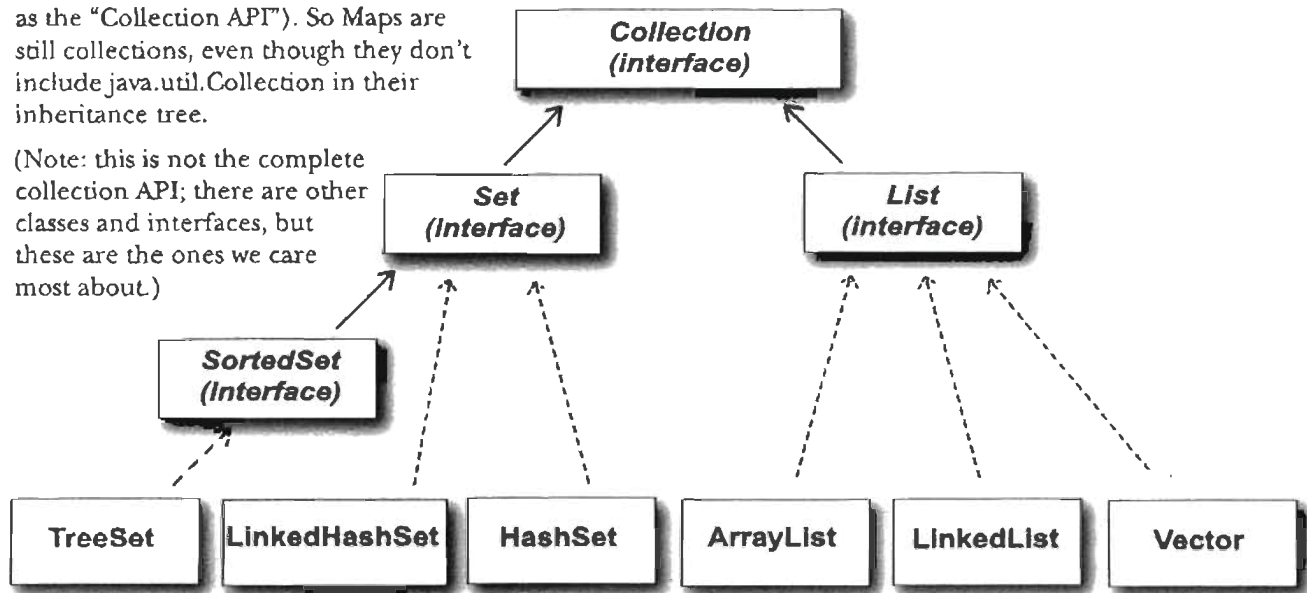 as the “Collection API”). So Maps are
still collections, even though they don't
include java.util.Collection in their
inheritance tree.
(Note: this is not the complete
collection API; there are other
classes and interfaces, but
these are the ones we care
most about.)
Collection
(interface)
Set
(interface)
List
(interface)
SortedSet
(interface)
TreeSet
LinkedHashSet
HashSet
ArrayList
LinkedList
Vector